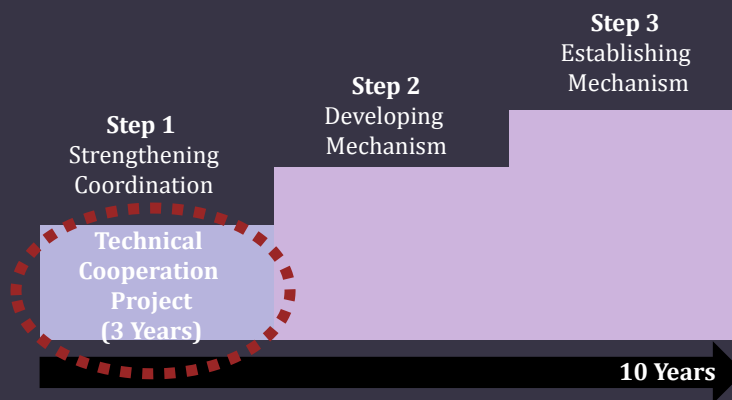 Step 1
Strengthening
Coordination
Step 2
Developing
Mechanism
Step 3
Establishing
Mechanism
Technical
Cooperation
Project
(3 Years)
10 Years